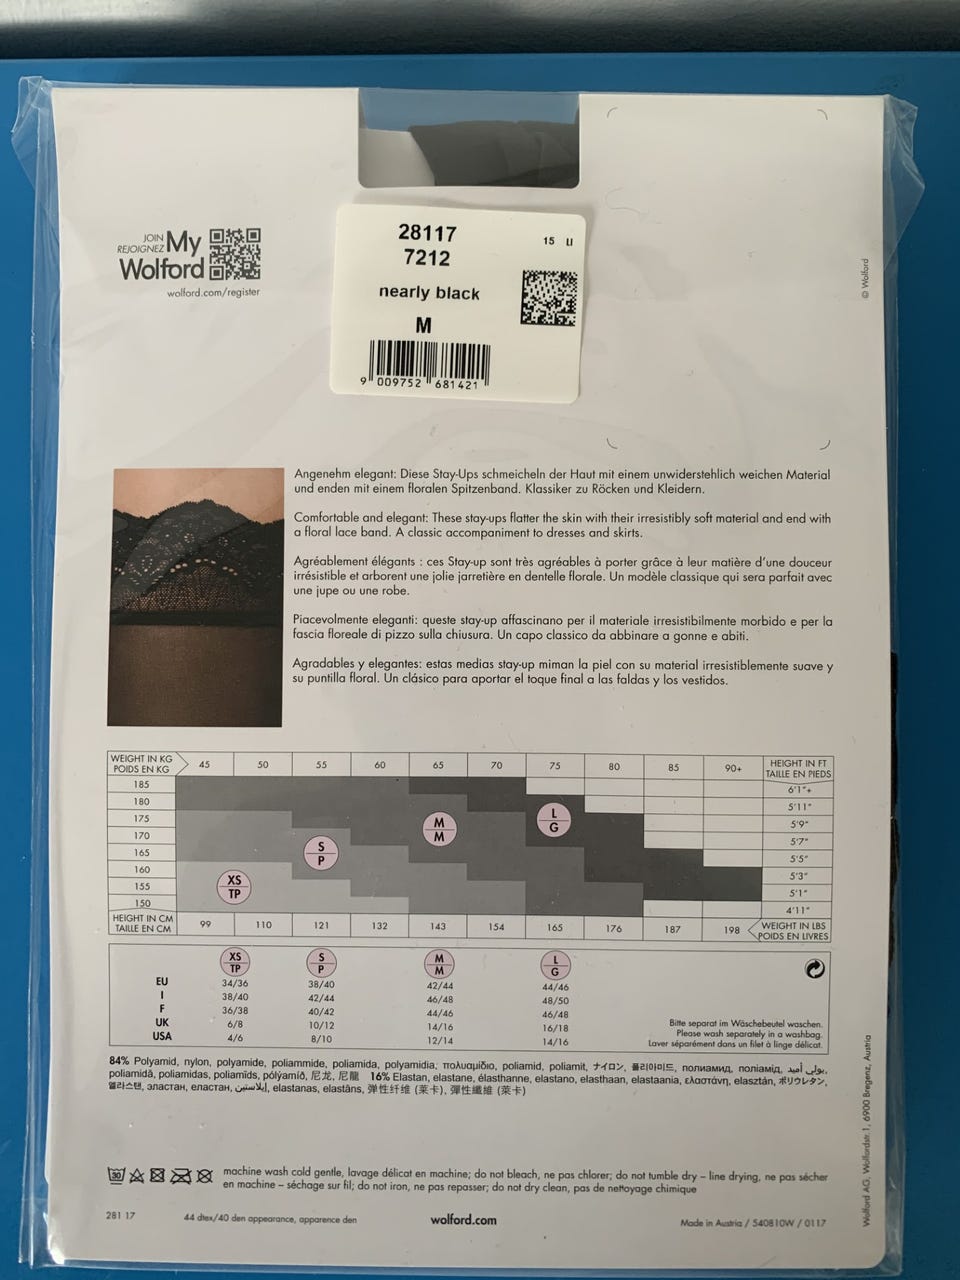 JOIN
REJOIGNEZ My
Wolford
wolford.com/register
28117
7212
15 LI
nearly black
M
9 009752 681421
© Wolford
Angenehm elegant: Diese Stay-Ups schmeicheln der Haut mit einem unwiderstehlich weichen Material
und enden mit einem floralen Spitzenband. Klassiker zu Röcken und Kleidern.
Comfortable and elegant: These stay-ups flatter the skin with their irresistibly soft material and end with
a floral lace band. A classic accompaniment to dresses and skirts.
Agréablement élégants : ces Stay-up sont très agréables à porter grâce à leur matière d'une douceur
irrésistible et arborent une jolie jarretière en dentelle florale. Un modèle classique qui sera parfait avec
une jupe ou une robe.
Piacevolmente eleganti: queste stay-up affascinano per il materiale irresistibilmente morbido e per la
fascia floreale di pizzo sulla chiusura. Un capo classico da abbinare a gonne e abiti.
Agradables y elegantes: estas medias stay-up miman la piel con su material irresistiblemente suave y
su puntilla floral. Un clásico para aportar el toque final a las faldas y los vestidos.
WEIGHT IN KG
POIDS EN KG 45 50 55 60 65 70 75 80 85 90+ HEIGHT IN FT
TAILLE EN PIEDS
185 6'1"+
180 5'11"
175 M L 5'9"
170 S M G 5'7"
165 P 5'5"
160 XS 5'3"
155 TP 5'1"
150 4'11"
HEIGHT IN CM
TAILLE EN CM 99 110 121 132 143 154 165 176 187 198 WEIGHT IN LBS
POIDS EN LIVRES
XS S M L
TP P M G
EU 34/36 38/40 42/44 44/46
I 38/40 42/44 46/48 48/50
F 36/38 40/42 44/46 46/48
UK 6/8 10/12 14/16 16/18
USA 4/6 8/10 12/14 14/16
Bitte separat im Wäschebeutel waschen.
Please wash separately in a washbag.
Laver séparément dans un filet à linge délicat.
84% Polyamid, nylon, polyamide, poliammide, poliamida, polyamidia, πολυαμίδιο, poliamid, poliamit, ナイロン, 폴리아미드, полиамид, поліамід, بولي أميد,
poliamidă, poliamidas, poliamīds, pólýamíð, 尼龙, 尼龍 16% Elastan, elastane, élasthanne, elastano, elasthaan, elastaania, ελαστάνη, elasztán, ポリウレタン,
엘라스텐, эластан, еластан, إيلاستين, elastanas, elastāns, 弹性纤维 (莱卡), 彈性纖維 (萊卡)
30 machine wash cold gentle, lavage délicat en machine; do not bleach, ne pas chlorer; do not tumble dry – line drying, ne pas sécher
en machine – séchage sur fil; do not iron, ne pas repasser; do not dry clean, pas de nettoyage chimique
281 17 44 dtex/40 den appearance, apparence den wolford.com Made in Austria / 540810W / 0117
Wolford AG, Wolfordstr.1, 6900 Bregenz, Austria